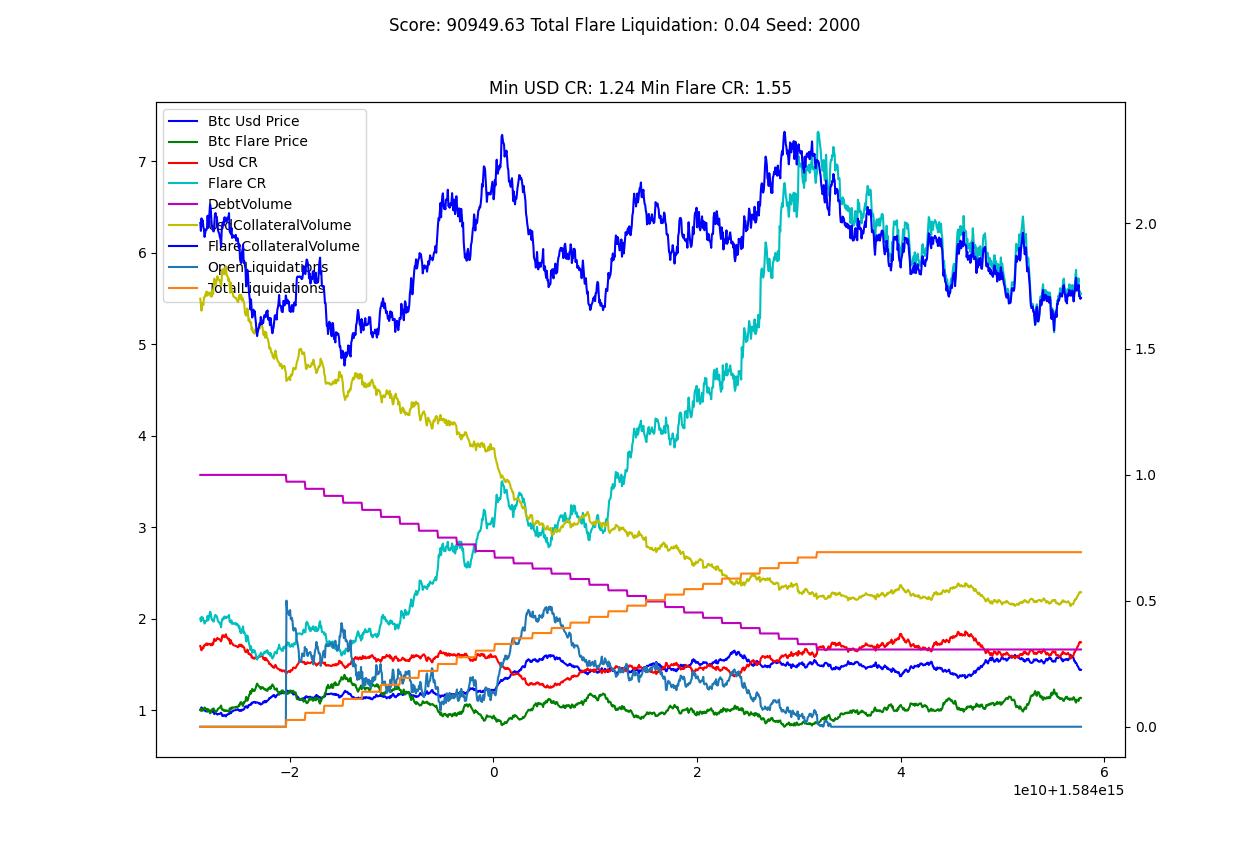 Score: 90949.63 Total Flare Liquidation: 0.04 Seed: 2000
Min USD CR: 1.24 Min Flare CR: 1.55
Btc Usd Price
Btc Flare Price
Usd CR
Flare CR
DebtVolume
UsdCollateralVolume
FlareCollateralVolume
OpenLiquidations
TotalLiquidations
7
6
5
4
3
2
1
2.0
1.5
1.0
0.5
0.0
−2
0
2
4
6
1e10+1.584e15